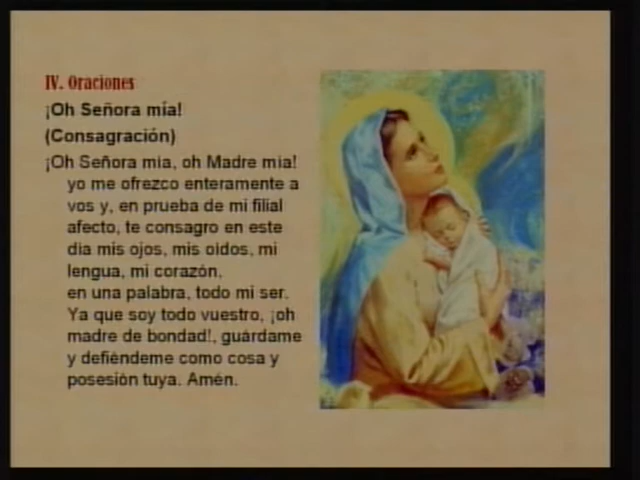 IV. Oraciones
¡Oh Señora mía!
(Consagración)
¡Oh Señora mía, oh Madre mía!
yo me ofrezco enteramente a
vos y, en prueba de mi filial
afecto, te consagro en este
día mis ojos, mis oídos, mi
lengua, mi corazón,
en una palabra, todo mi ser.
Ya que soy todo vuestro, ¡oh
madre de bondad!, guárdame
y defiéndeme como cosa y
posesión tuya. Amén.